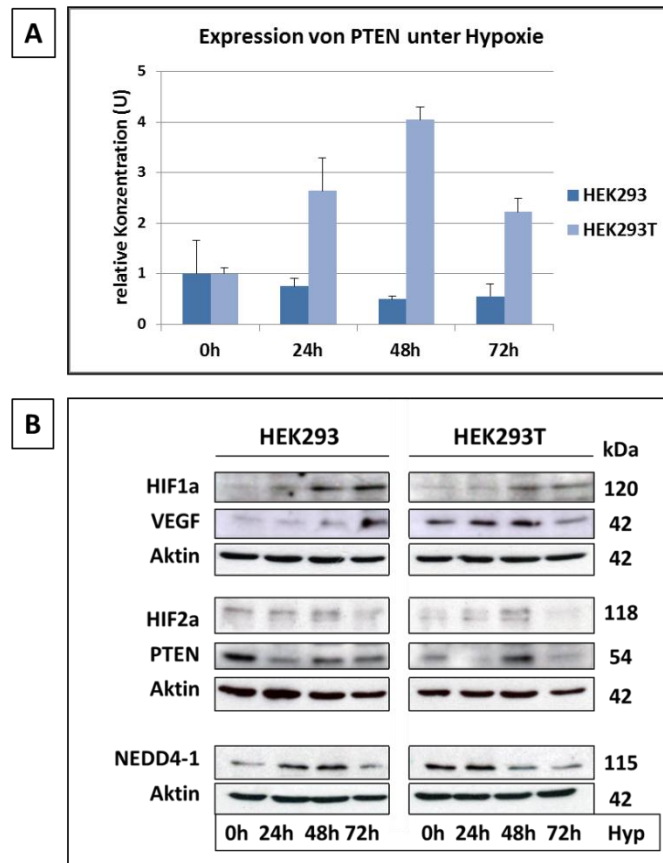 A
Expression von PTEN unter Hypoxie
relative Konzentration (U)
5
4
3
2
1
0
0h 24h 48h 72h
HEK293
HEK293T
B
HEK293 HEK293T kDa
HIF1a 120
VEGF 42
Aktin 42
HIF2a 118
PTEN 54
Aktin 42
NEDD4-1 115
Aktin 42
0h 24h 48h 72h 0h 24h 48h 72h Hyp